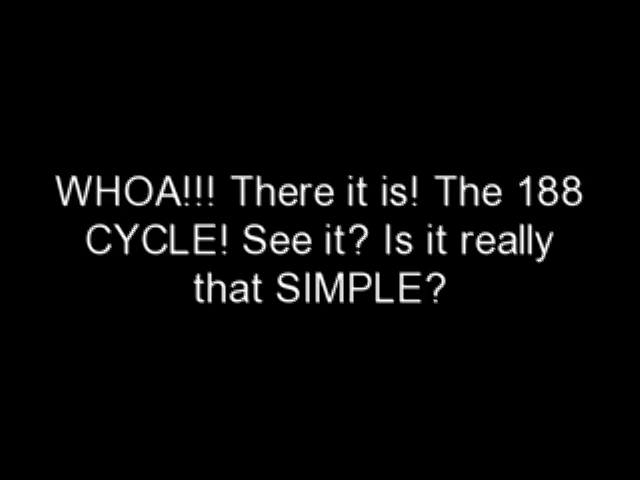 WHOA!!! There it is! The 188
CYCLE! See it? Is it really
that SIMPLE?